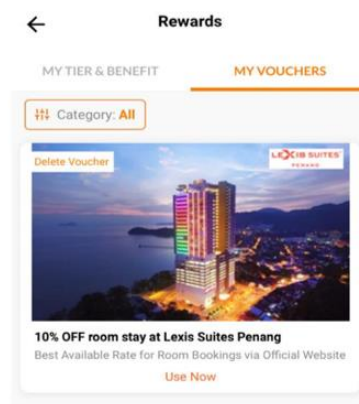 Rewards
MY TIER & BENEFIT
MY VOUCHERS
Category: All
Delete Voucher
LEXIS SUITES
PENANG
10% OFF room stay at Lexis Suites Penang
Best Available Rate for Room Bookings via Official Website
Use Now